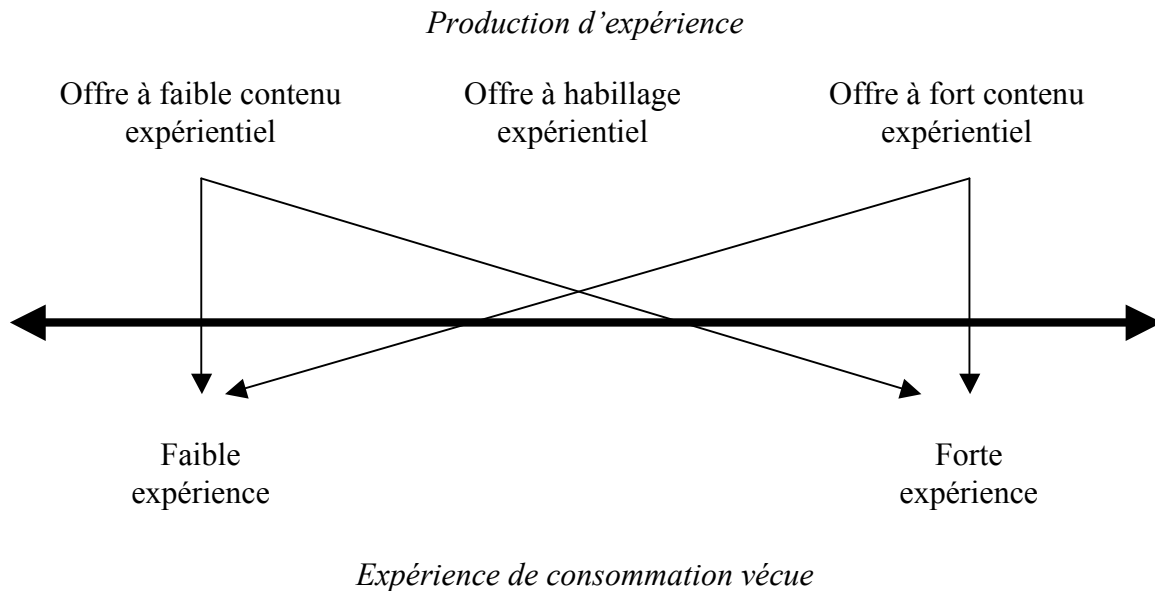 Production d’expérience
Offre à faible contenu
expérientiel
Offre à habillage
expérientiel
Offre à fort contenu
expérientiel
Faible
expérience
Forte
expérience
Expérience de consommation vécue